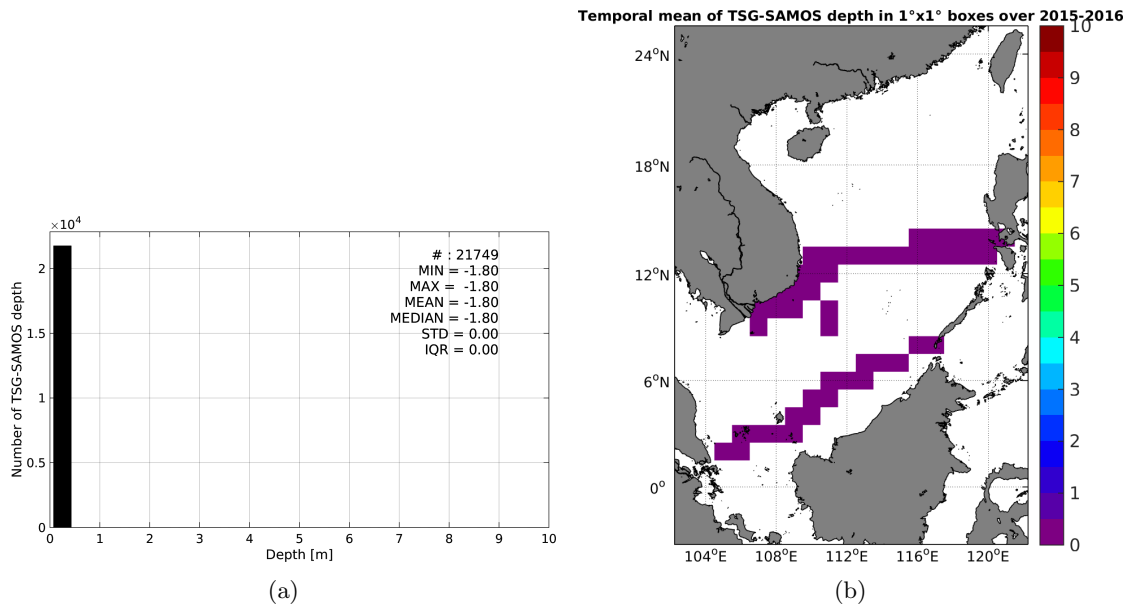 ×10⁴
# : 21749
MIN = -1.80
MAX = -1.80
MEAN = -1.80
MEDIAN = -1.80
STD = 0.00
IQR = 0.00
2
1.5
1
0.5
0
Number of TSG-SAMOS depth
0 1 2 3 4 5 6 7 8 9 10
Depth [m]
(a)
Temporal mean of TSG-SAMOS depth in 1°x1° boxes over 2015-2016
24°N
18°N
12°N
6°N
0°
104°E 108°E 112°E 116°E 120°E
10
9
8
7
6
5
4
3
2
1
0
(b)